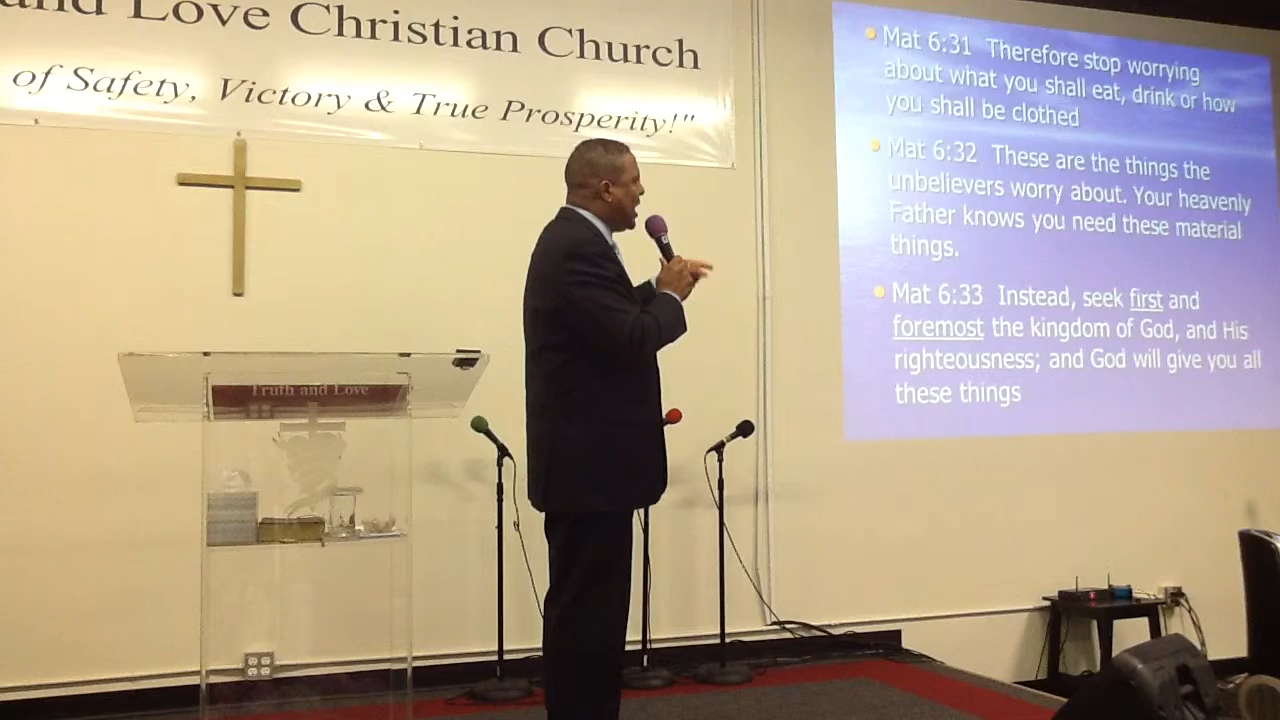 and Love Christian Church
of Safety, Victory & True Prosperity!"
Truth and Love
Mat 6:31 Therefore stop worrying
about what you shall eat, drink or how
you shall be clothed
Mat 6:32 These are the things the
unbelievers worry about. Your heavenly
Father knows you need these material
things.
Mat 6:33 Instead, seek first and
foremost the kingdom of God, and His
righteousness; and God will give you all
these things